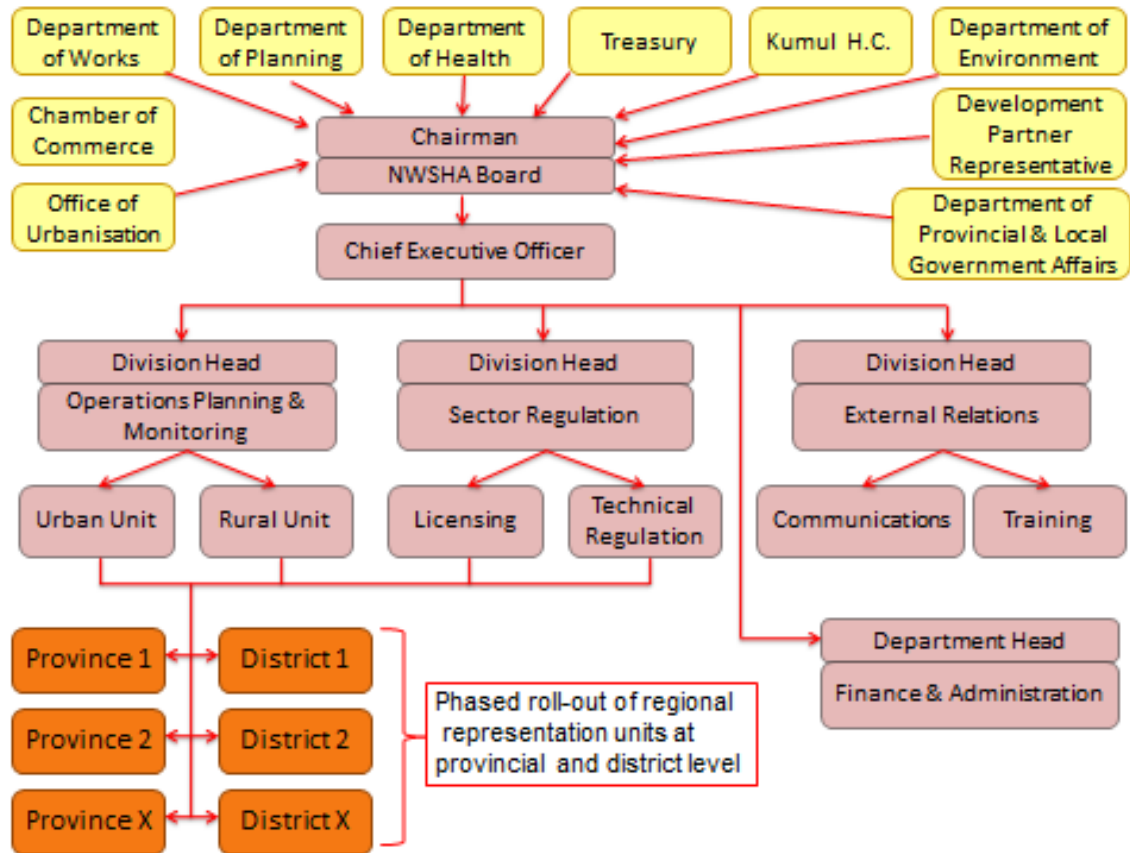 Department
of Works
Department
of Planning
Department
of Health
Treasury
Kumul H.C.
Department of
Environment
Chamber of
Commerce
Chairman
NWSHA Board
Development
Partner
Representative
Office of
Urbanisation
Department of
Provincial & Local
Government Affairs
Chief Executive Officer
Division Head
Operations Planning &
Monitoring
Division Head
Sector Regulation
Division Head
External Relations
Urban Unit
Rural Unit
Licensing
Technical
Regulation
Communications
Training
Province 1
District 1
Province 2
District 2
Province X
District X
Phased roll-out of regional
representation units at
provincial and district level
Department Head
Finance & Administration